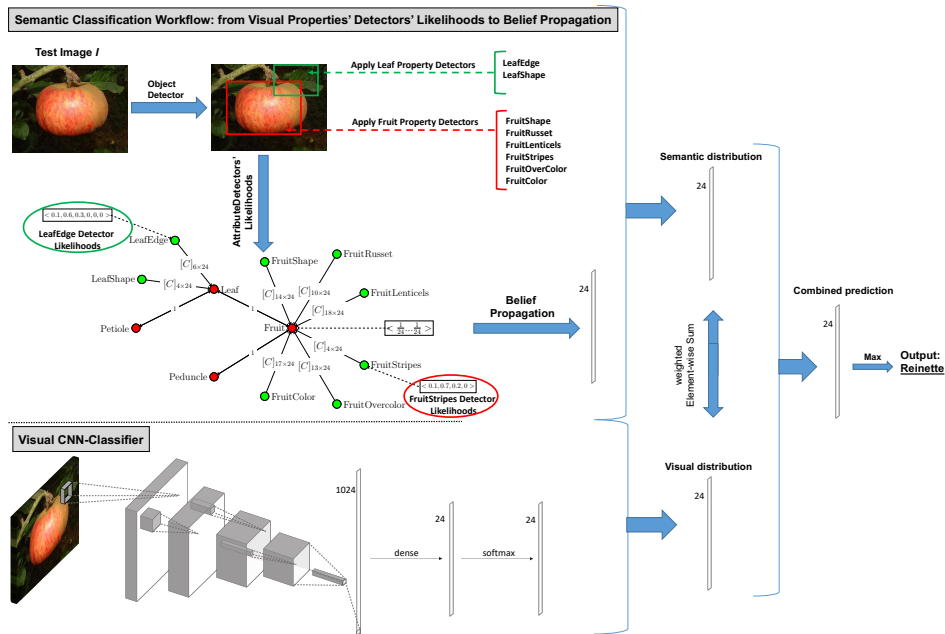 Semantic Classification Workflow: from Visual Properties' Detectors' Likelihoods to Belief Propagation
Test Image I
Object
Detector
Apply Leaf Property Detectors
LeafEdge
LeafShape
Apply Fruit Property Detectors
FruitShape
FruitRusset
FruitLenticels
FruitStripes
FruitOverColor
FruitColor
AttributeDetectors'
Likelihoods
< 0.1, 0.6, 0.3, 0, 0, 0 >
LeafEdge Detector
Likelihoods
LeafEdge
[C]6×24
LeafShape
[C]4×24
Leaf
1
Petiole
1
FruitShape
[C]14×24
FruitRusset
[C]10×24
FruitLenticels
[C]18×24
Fruit
< 1/24 ... 1/24 >
[C]4×24
FruitStripes
1
Peduncle
[C]17×24
[C]13×24
FruitColor
FruitOvercolor
< 0.1, 0.7, 0.2, 0 >
FruitStripes Detector
Likelihoods
Belief
Propagation
24
Semantic distribution
24
weighted
Element-wise Sum
Combined prediction
24
Max
Output:
Reinette
Visual CNN-Classifier
1024
dense
24
softmax
24
Visual distribution
24